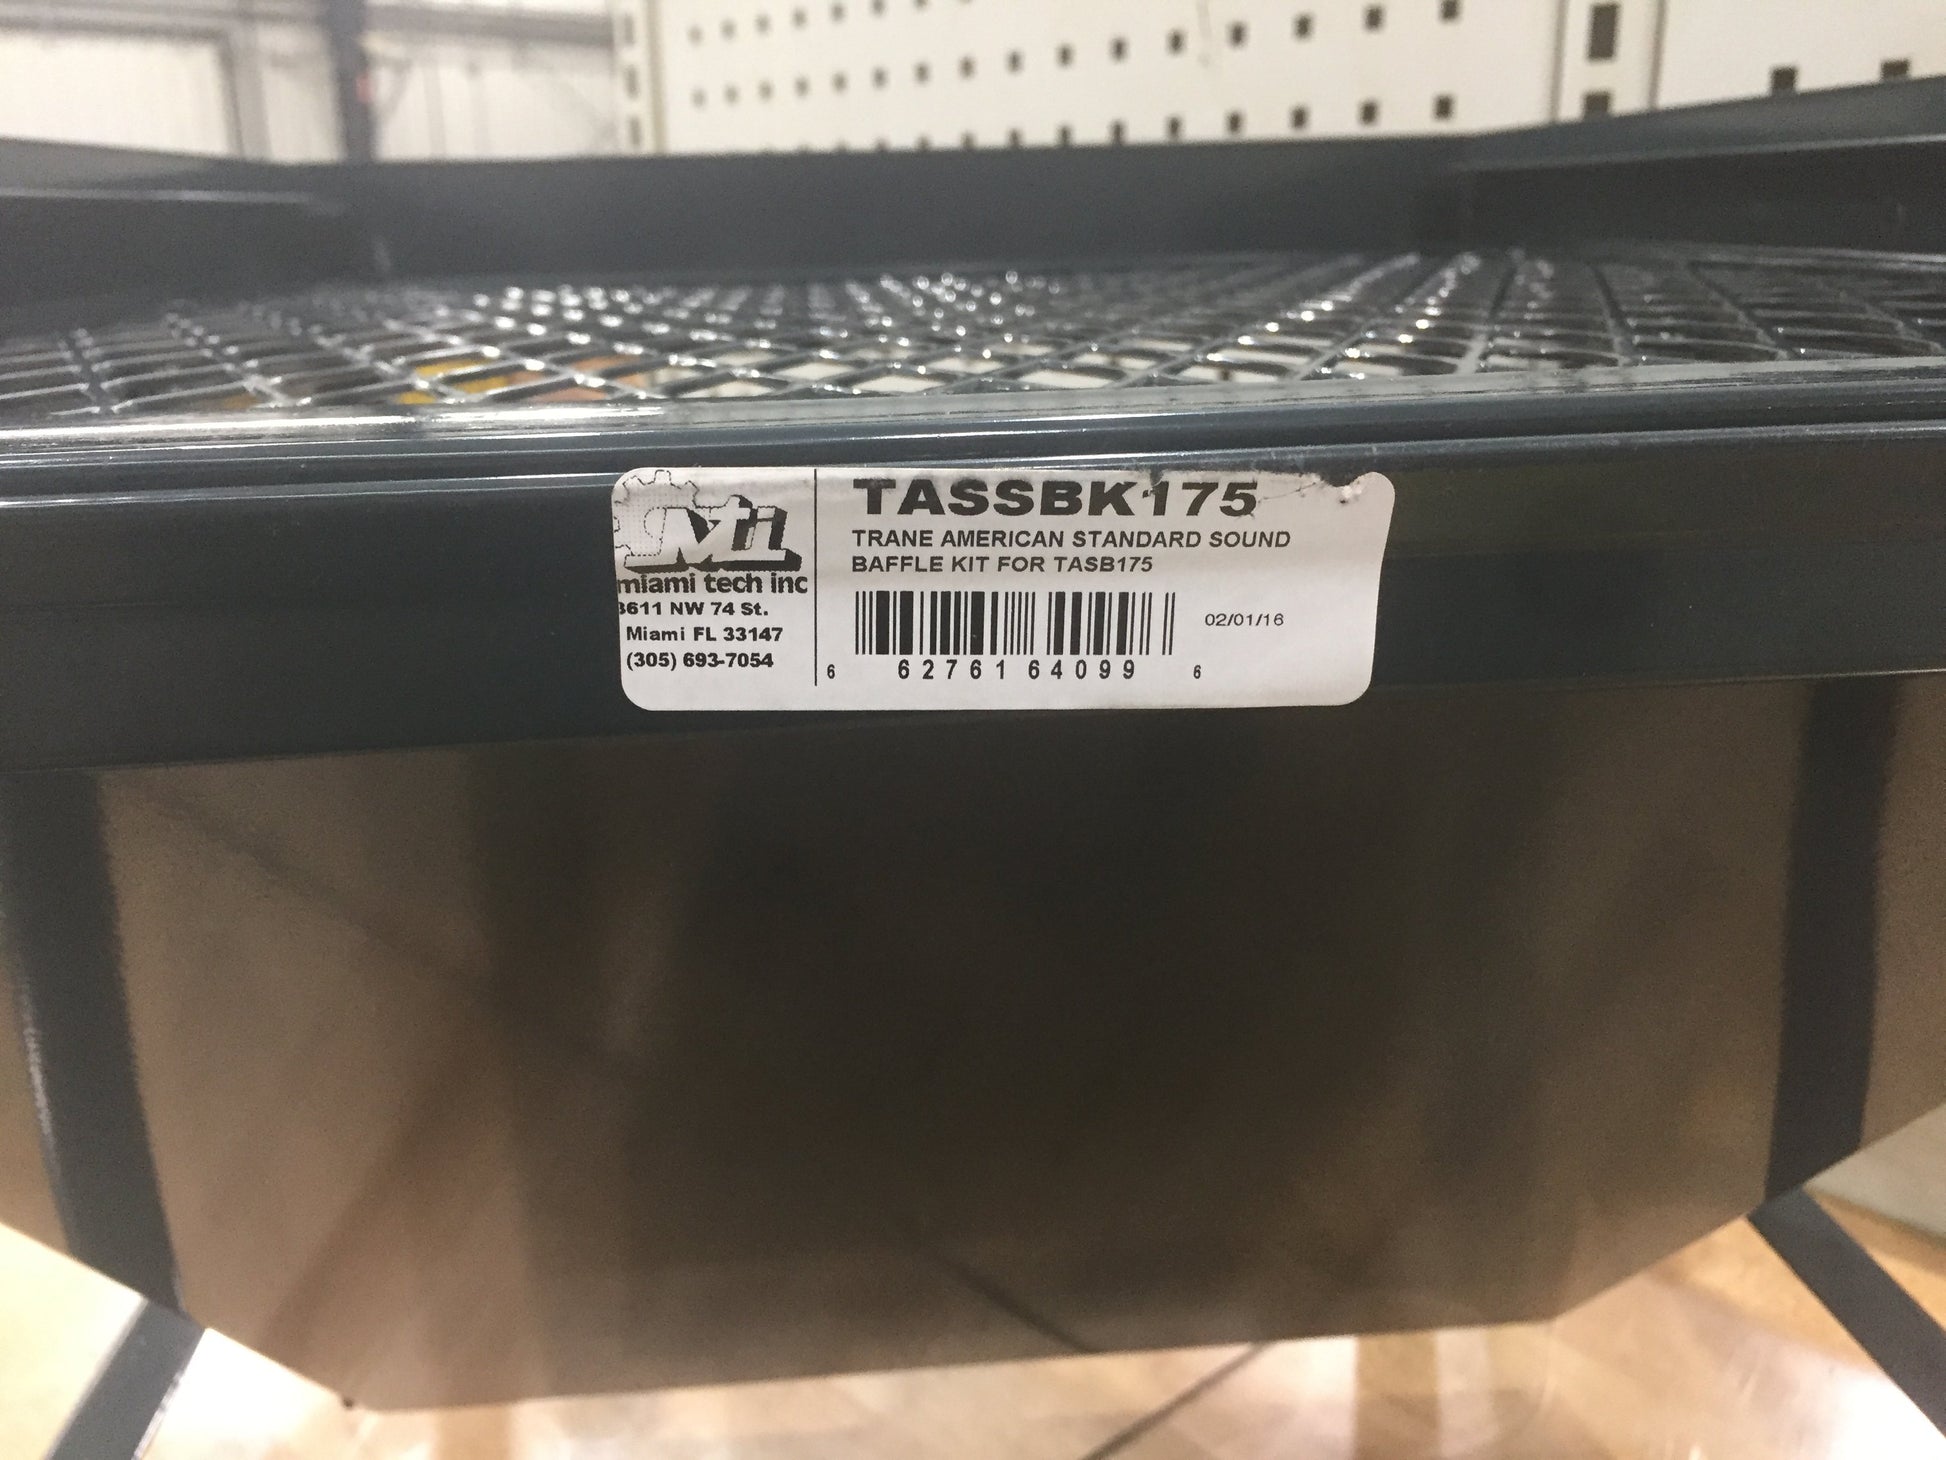 TASSBK175
TRANE AMERICAN STANDARD SOUND
BAFFLE KIT FOR TASB175
Mti
miami tech inc
3611 NW 74 St.
Miami FL 33147
(305) 693-7054
02/01/16
6 62761 64099 6